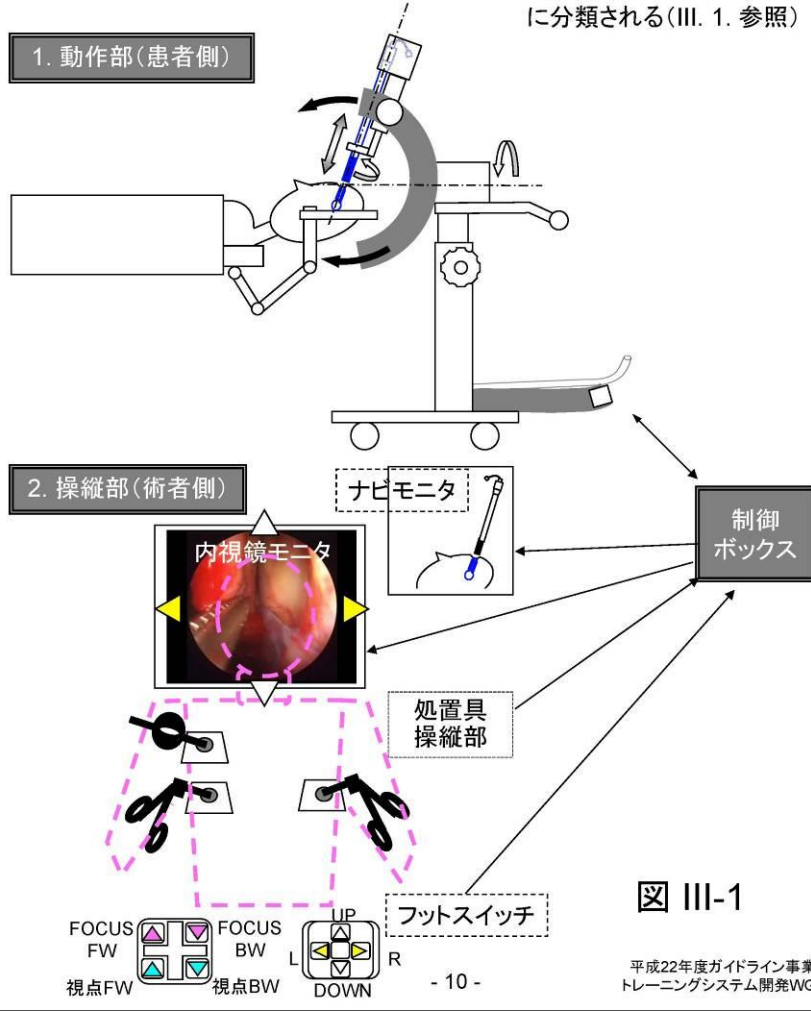 に分類される(III. 1. 参照)
1. 動作部(患者側)
2. 操縦部(術者側)
ナビモニタ
内視鏡モニタ
制御
ボックス
処置具
操縦部
フットスイッチ
図 III-1
FOCUS
FW
FOCUS
BW
視点FW
視点BW
UP
L
R
DOWN
- 10 -
平成22年度ガイドライン事業
トレーニングシステム開発WG